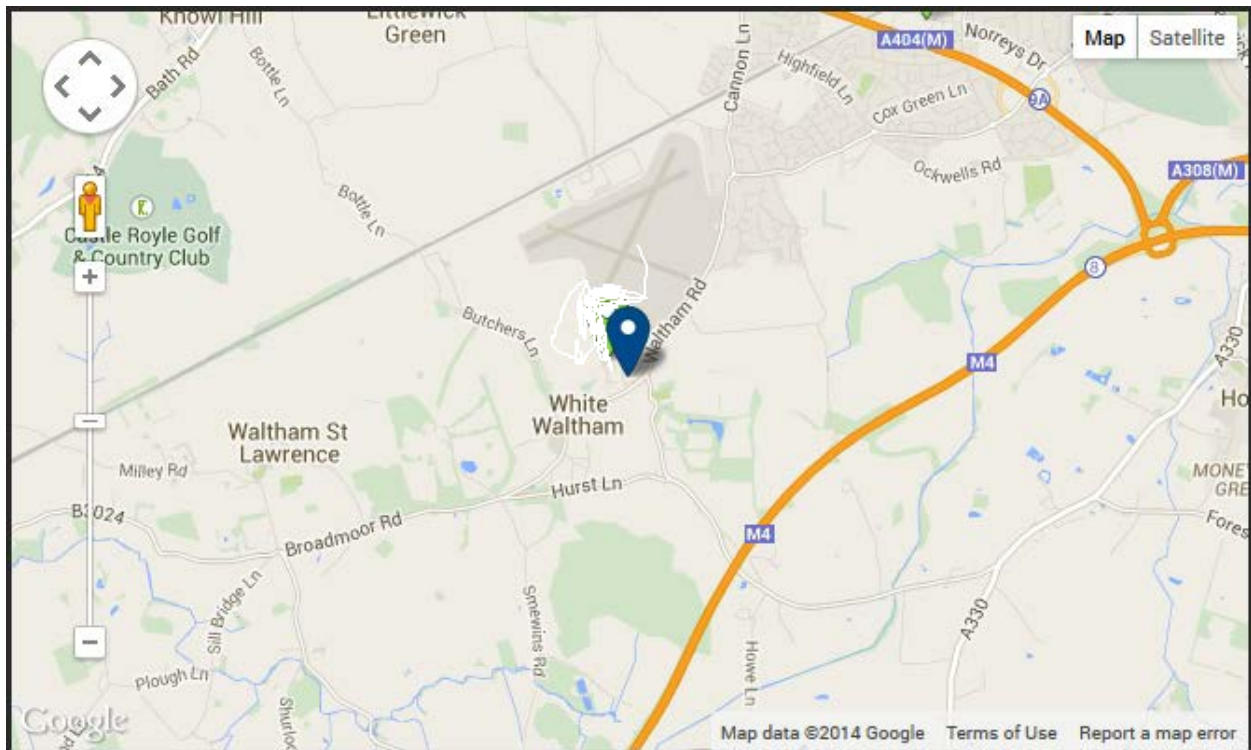 Knowl Hill
Littlewick
Green
Bath Rd
Bottle Ln
A404(M)
Norreys Dr
Map
Satellite
Highfield Ln
Cannon Ln
Cox Green Ln
9A
Ockwells Rd
A308(M)
Bottle Ln
Castle Royle Golf
& Country Club
8
Butchers Ln
Waltham Rd
M4
A330
White
Waltham
Waltham St
Lawrence
Milley Rd
Hurst Ln
B3024
Broadmoor Rd
M4
Sill Bridge Ln
Smewins Rd
A330
Howe Ln
Plough Ln
Google
Map data ©2014 Google
Terms of Use
Report a map error